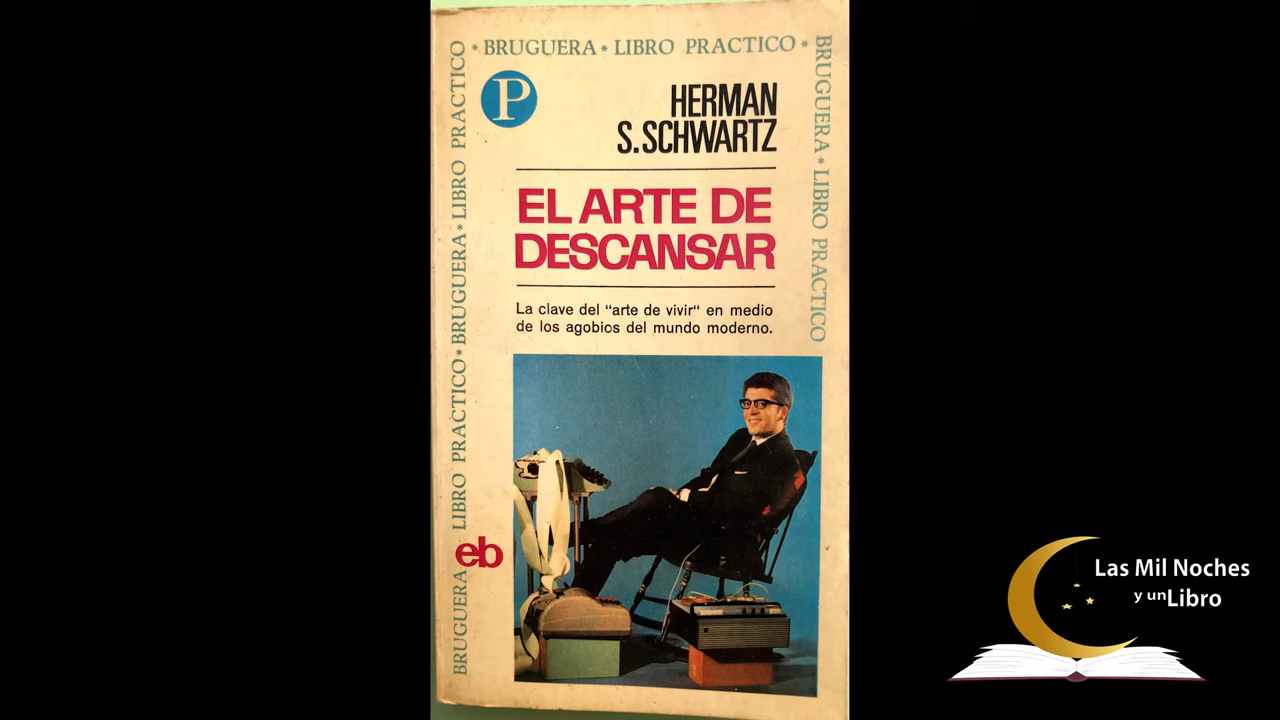 * BRUGUERA * LIBRO PRACTICO *
BRUGUERA * LIBRO PRACTICO
BRUGUERA LIBRO PRACTICO * BRUGUERA * LIBRO PRACTICO
P
HERMAN
S. SCHWARTZ
EL ARTE DE
DESCANSAR
La clave del “arte de vivir“ en medio
de los agobios del mundo moderno.
eb
Las Mil Noches
y un Libro